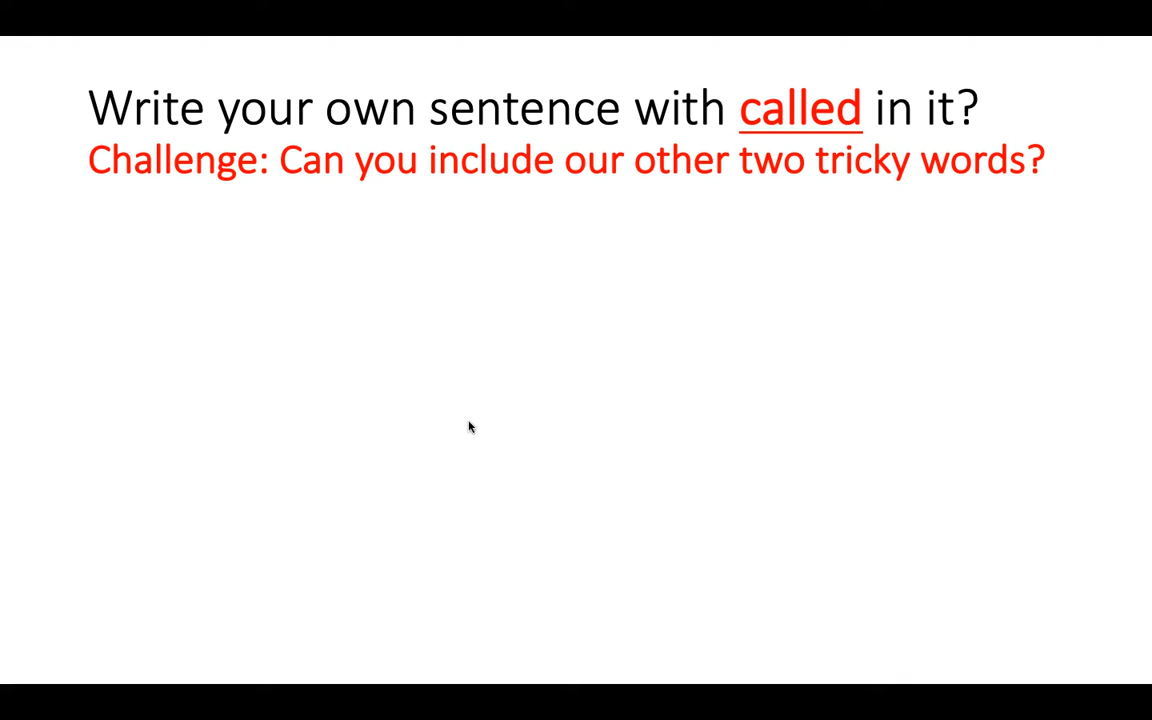 Write your own sentence with called in it?
Challenge: Can you include our other two tricky words?